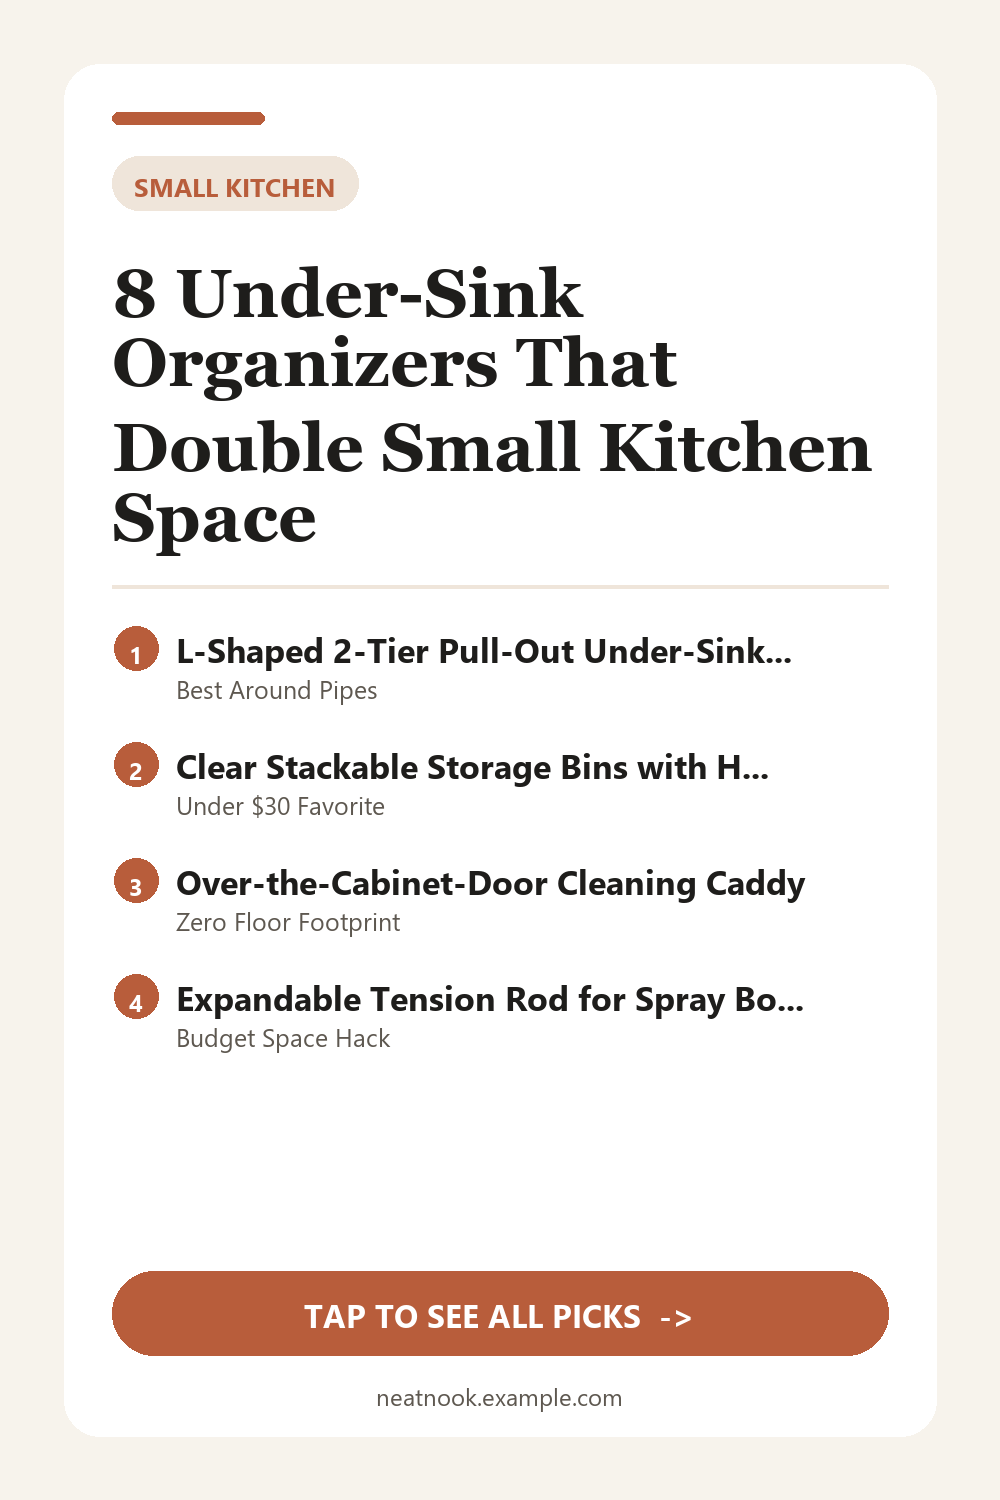 SMALL KITCHEN
8 Under-Sink
Organizers That
Double Small Kitchen
Space
1 L-Shaped 2-Tier Pull-Out Under-Sink...
Best Around Pipes
2 Clear Stackable Storage Bins with H...
Under $30 Favorite
3 Over-the-Cabinet-Door Cleaning Caddy
Zero Floor Footprint
4 Expandable Tension Rod for Spray Bo...
Budget Space Hack
TAP TO SEE ALL PICKS ->
neatnook.example.com